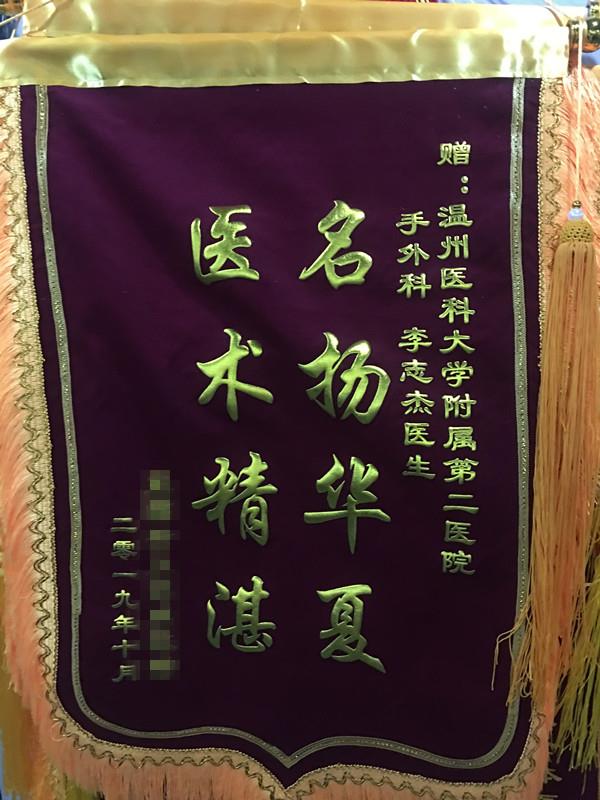 赠：温州医科大学附属第二医院
手外科 李志杰医生
名扬华夏
医术精湛
二零一九年十月